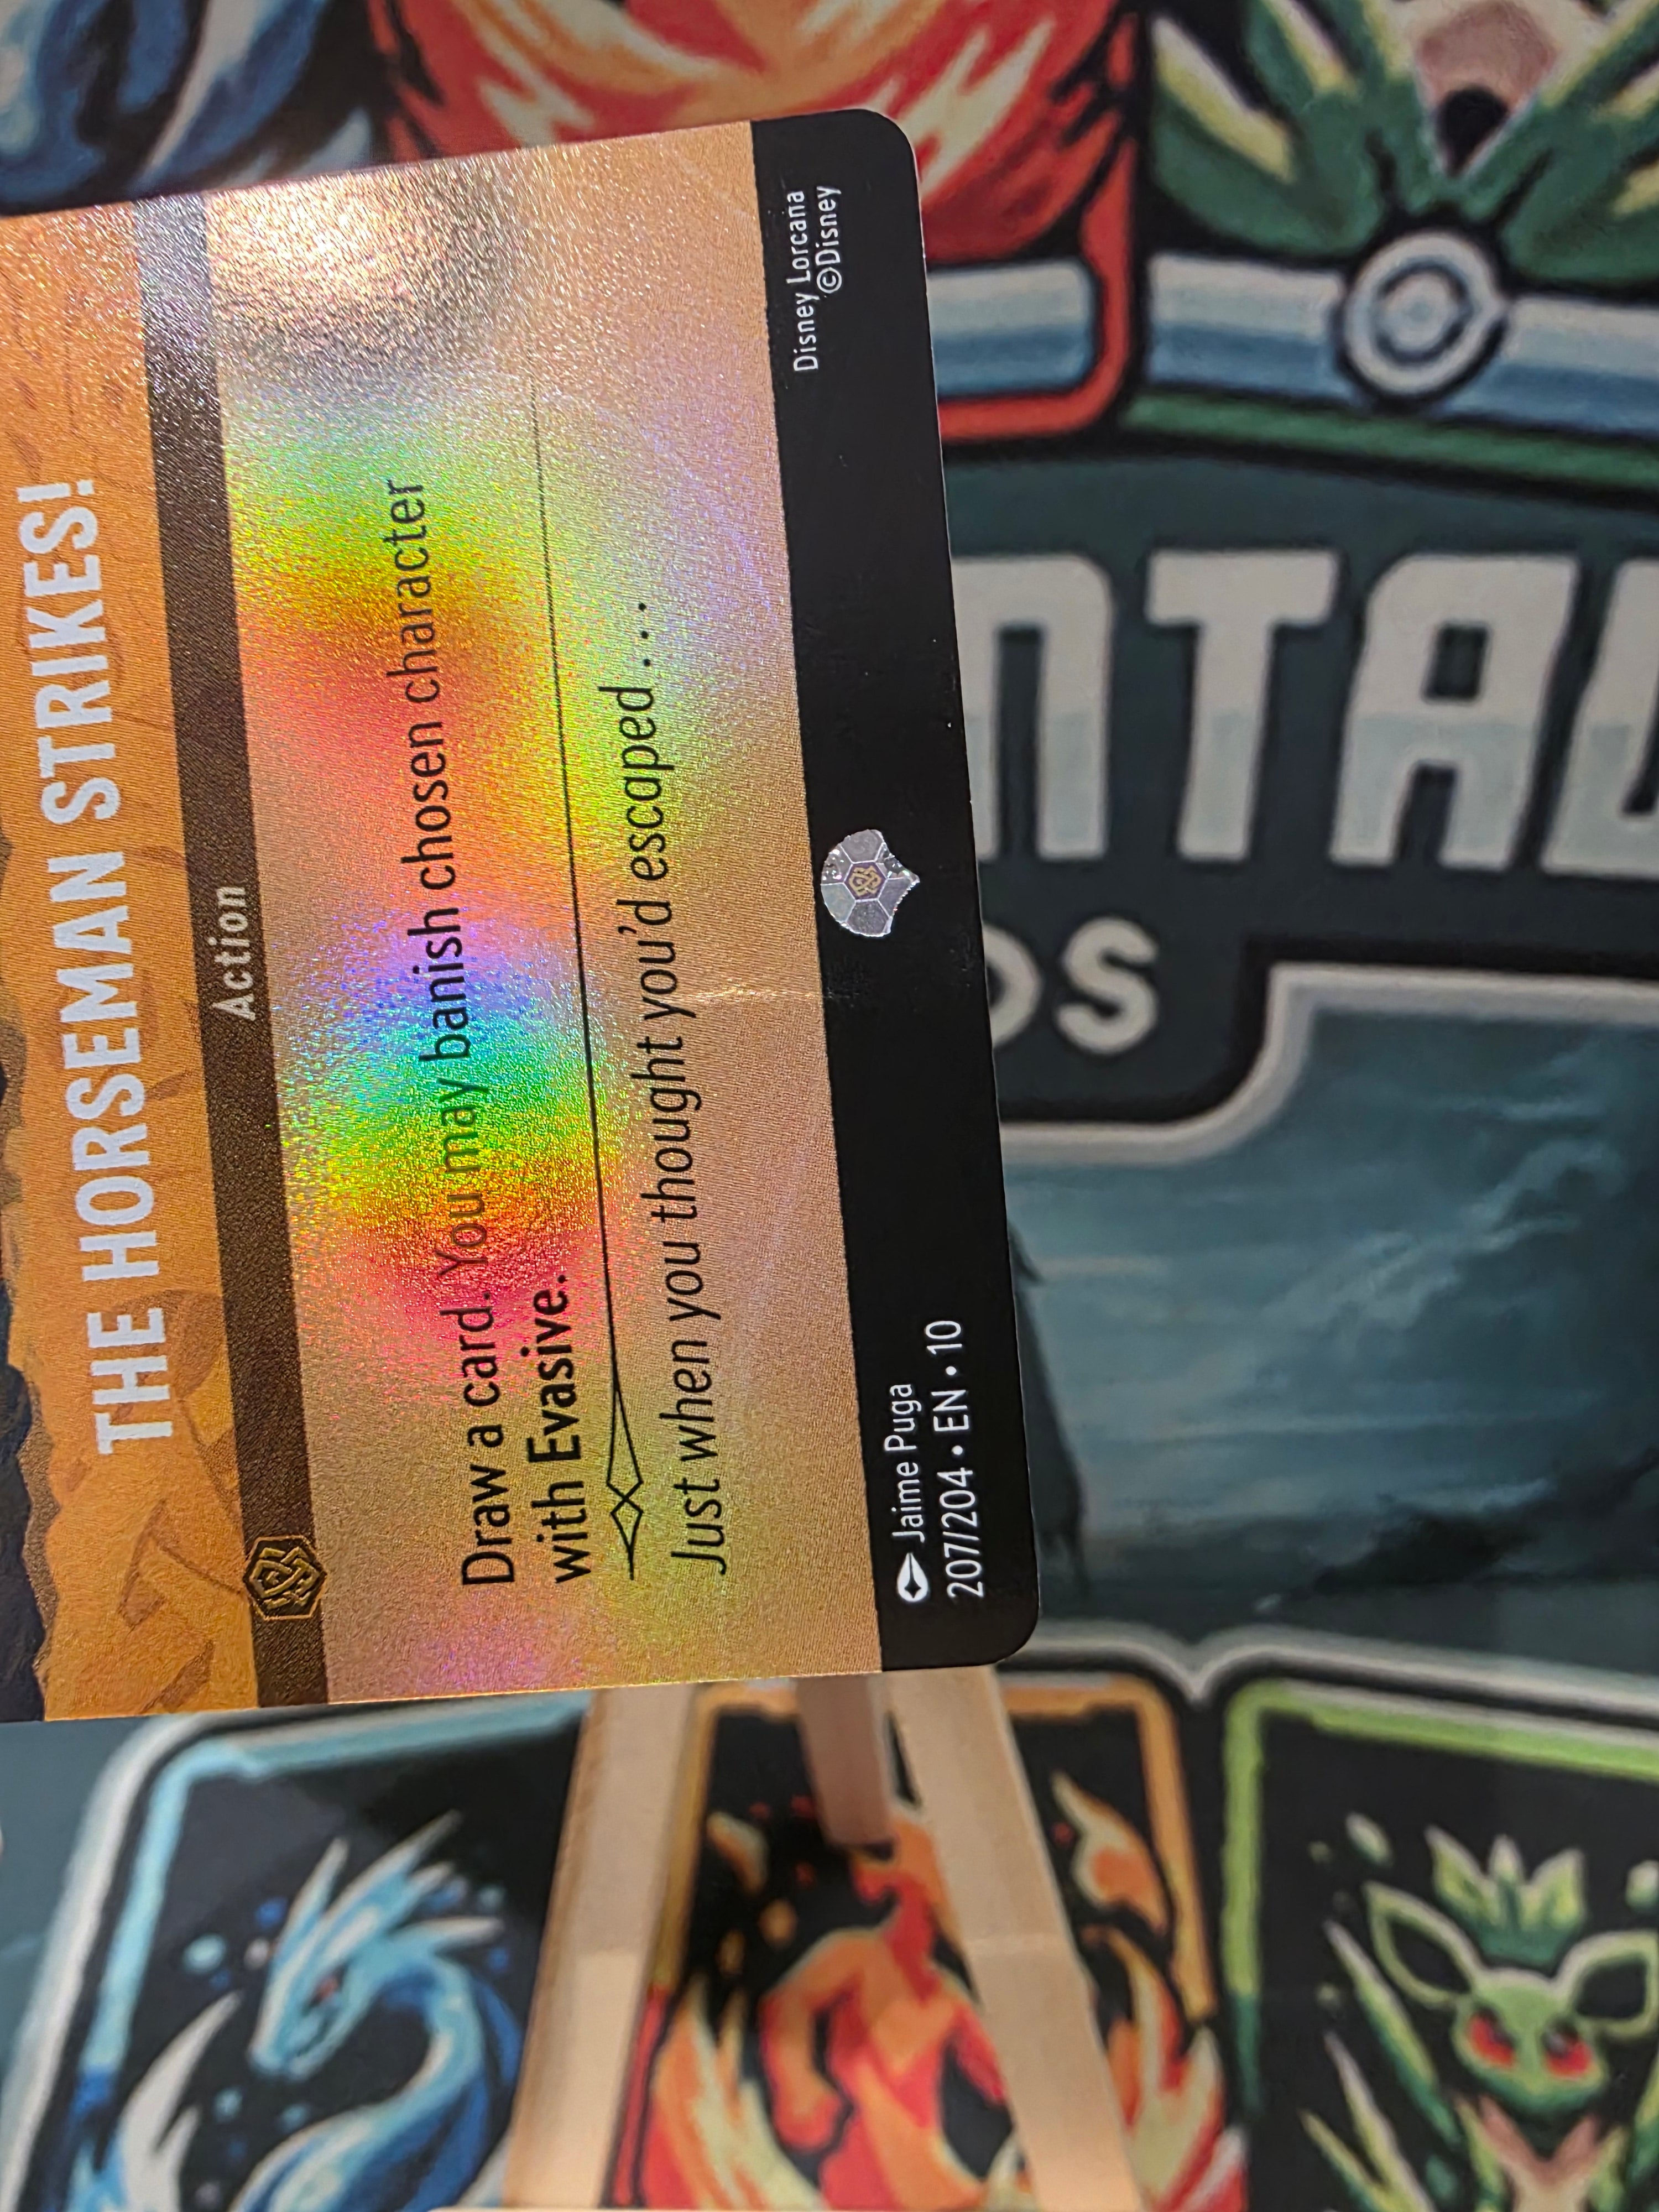 THE HORSEMAN STRIKES!
Action
Draw a card. You may banish chosen character
with Evasive.
Just when you thought you'd escaped . . . .
Jaime Puga
207/204 • EN • 10
Disney Lorcana
©Disney